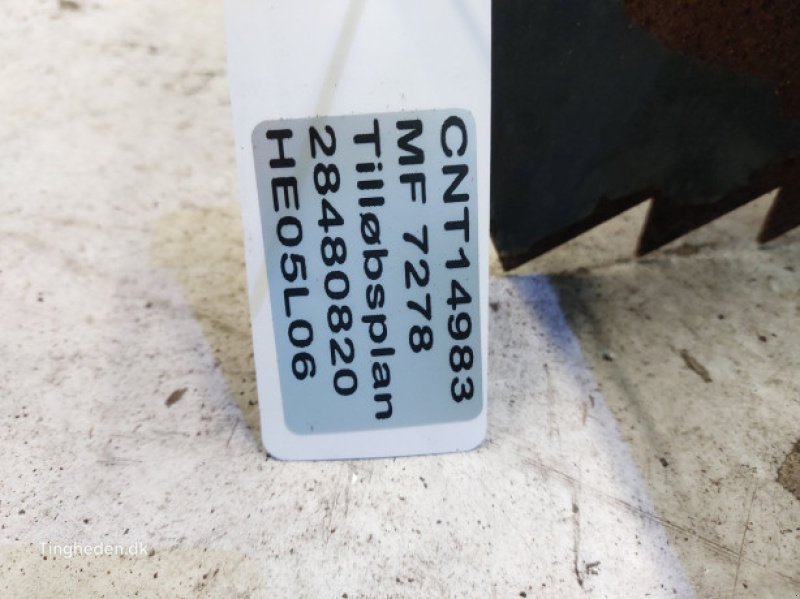 CNT14983
MF 7278
Tilløbsplan
28480820
HE05L06
Tingheden.dk